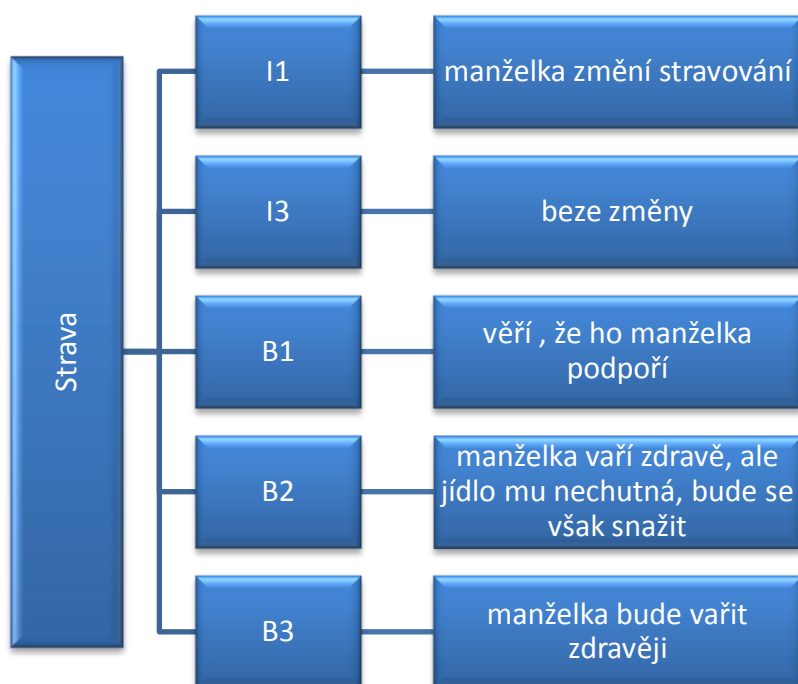 Strava
I1
manželka změní stravování
I3
beze změny
B1
věří , že ho manželka
podpoří
B2
manželka vaří zdravě, ale
jídlo mu nechutná, bude se
však snažit
B3
manželka bude vařit
zdravěji